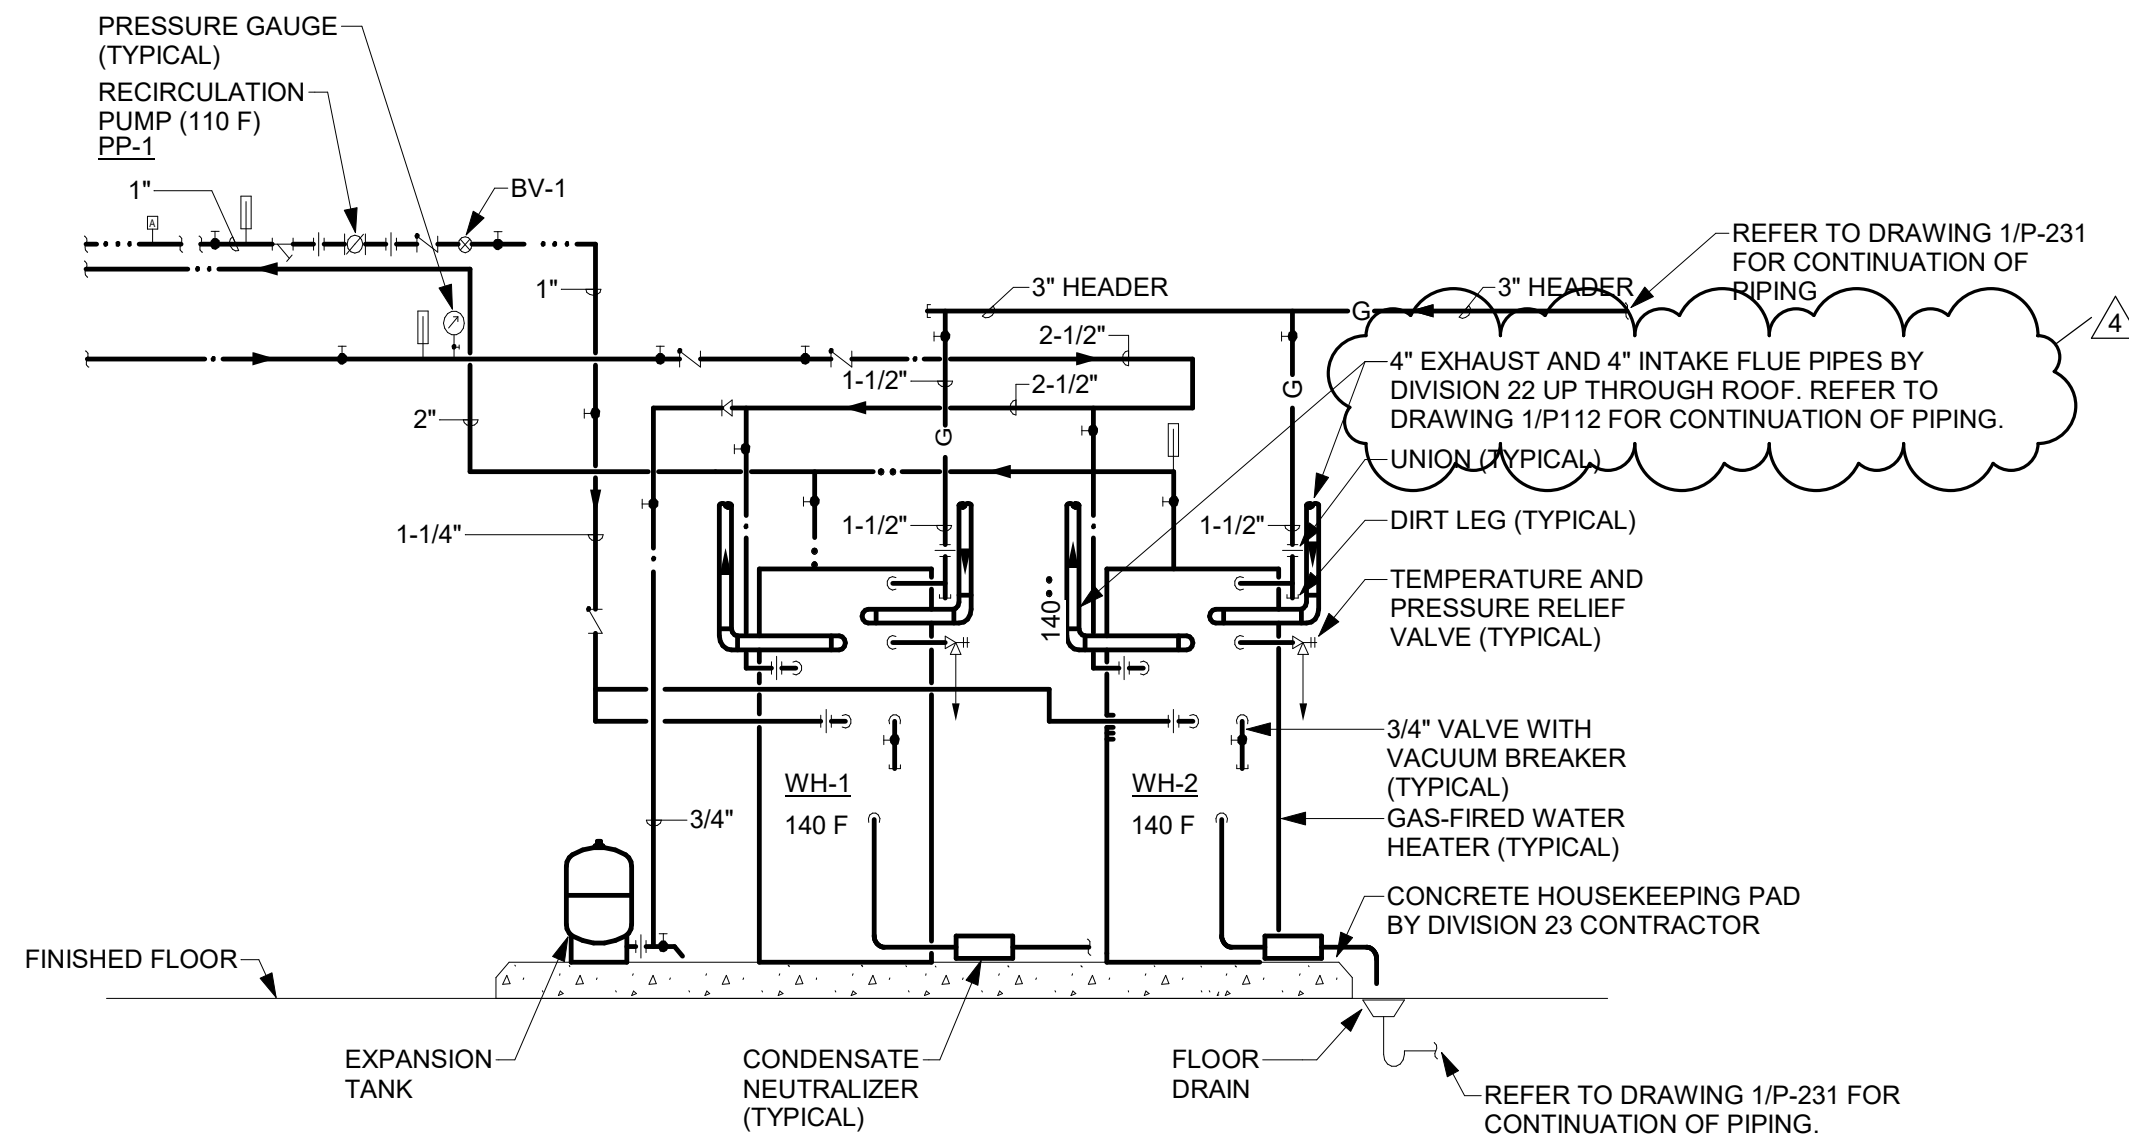 PRESSURE GAUGE
(TYPICAL)
RECIRCULATION
PUMP (110 F)
PP-1
1"
BV-1
A
1"
REFER TO DRAWING 1/P-231
FOR CONTINUATION OF
PIPING
3" HEADER
3" HEADER
G
4
2-1/2"
1-1/2"
2-1/2"
G
4" EXHAUST AND 4" INTAKE FLUE PIPES BY
DIVISION 22 UP THROUGH ROOF. REFER TO
DRAWING 1/P112 FOR CONTINUATION OF PIPING.
2"
G
UNION (TYPICAL)
1-1/4"
1-1/2"
1-1/2"
DIRT LEG (TYPICAL)
140
TEMPERATURE AND
PRESSURE RELIEF
VALVE (TYPICAL)
3/4" VALVE WITH
VACUUM BREAKER
(TYPICAL)
WH-1
140 F
WH-2
140 F
3/4"
GAS-FIRED WATER
HEATER (TYPICAL)
CONCRETE HOUSEKEEPING PAD
BY DIVISION 23 CONTRACTOR
FINISHED FLOOR
EXPANSION
TANK
CONDENSATE
NEUTRALIZER
(TYPICAL)
FLOOR
DRAIN
REFER TO DRAWING 1/P-231 FOR
CONTINUATION OF PIPING.